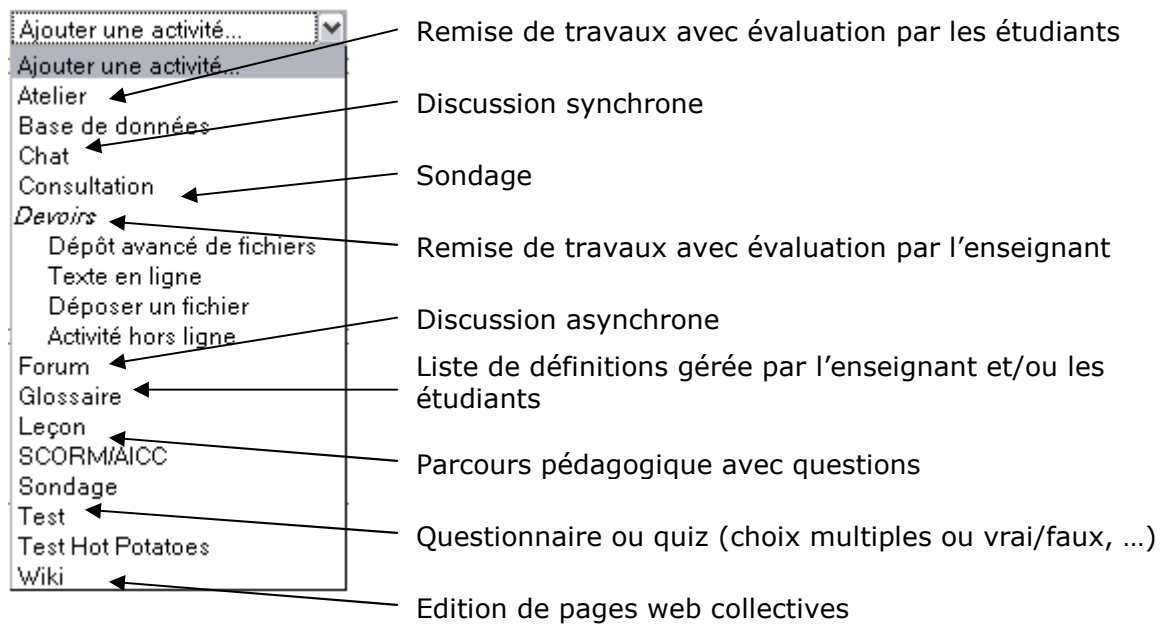 Ajouter une activité...
Ajouter une activité...
Atelier
Base de données
Chat
Consultation
Devoirs
Dépôt avancé de fichiers
Texte en ligne
Déposer un fichier
Activité hors ligne
Forum
Glossaire
Leçon
SCORM/AICC
Sondage
Test
Test Hot Potatoes
Wiki
Remise de travaux avec évaluation par les étudiants
Discussion synchrone
Sondage
Remise de travaux avec évaluation par l’enseignant
Discussion asynchrone
Liste de définitions gérée par l’enseignant et/ou les
étudiants
Parcours pédagogique avec questions
Questionnaire ou quiz (choix multiples ou vrai/faux, …)
Edition de pages web collectives